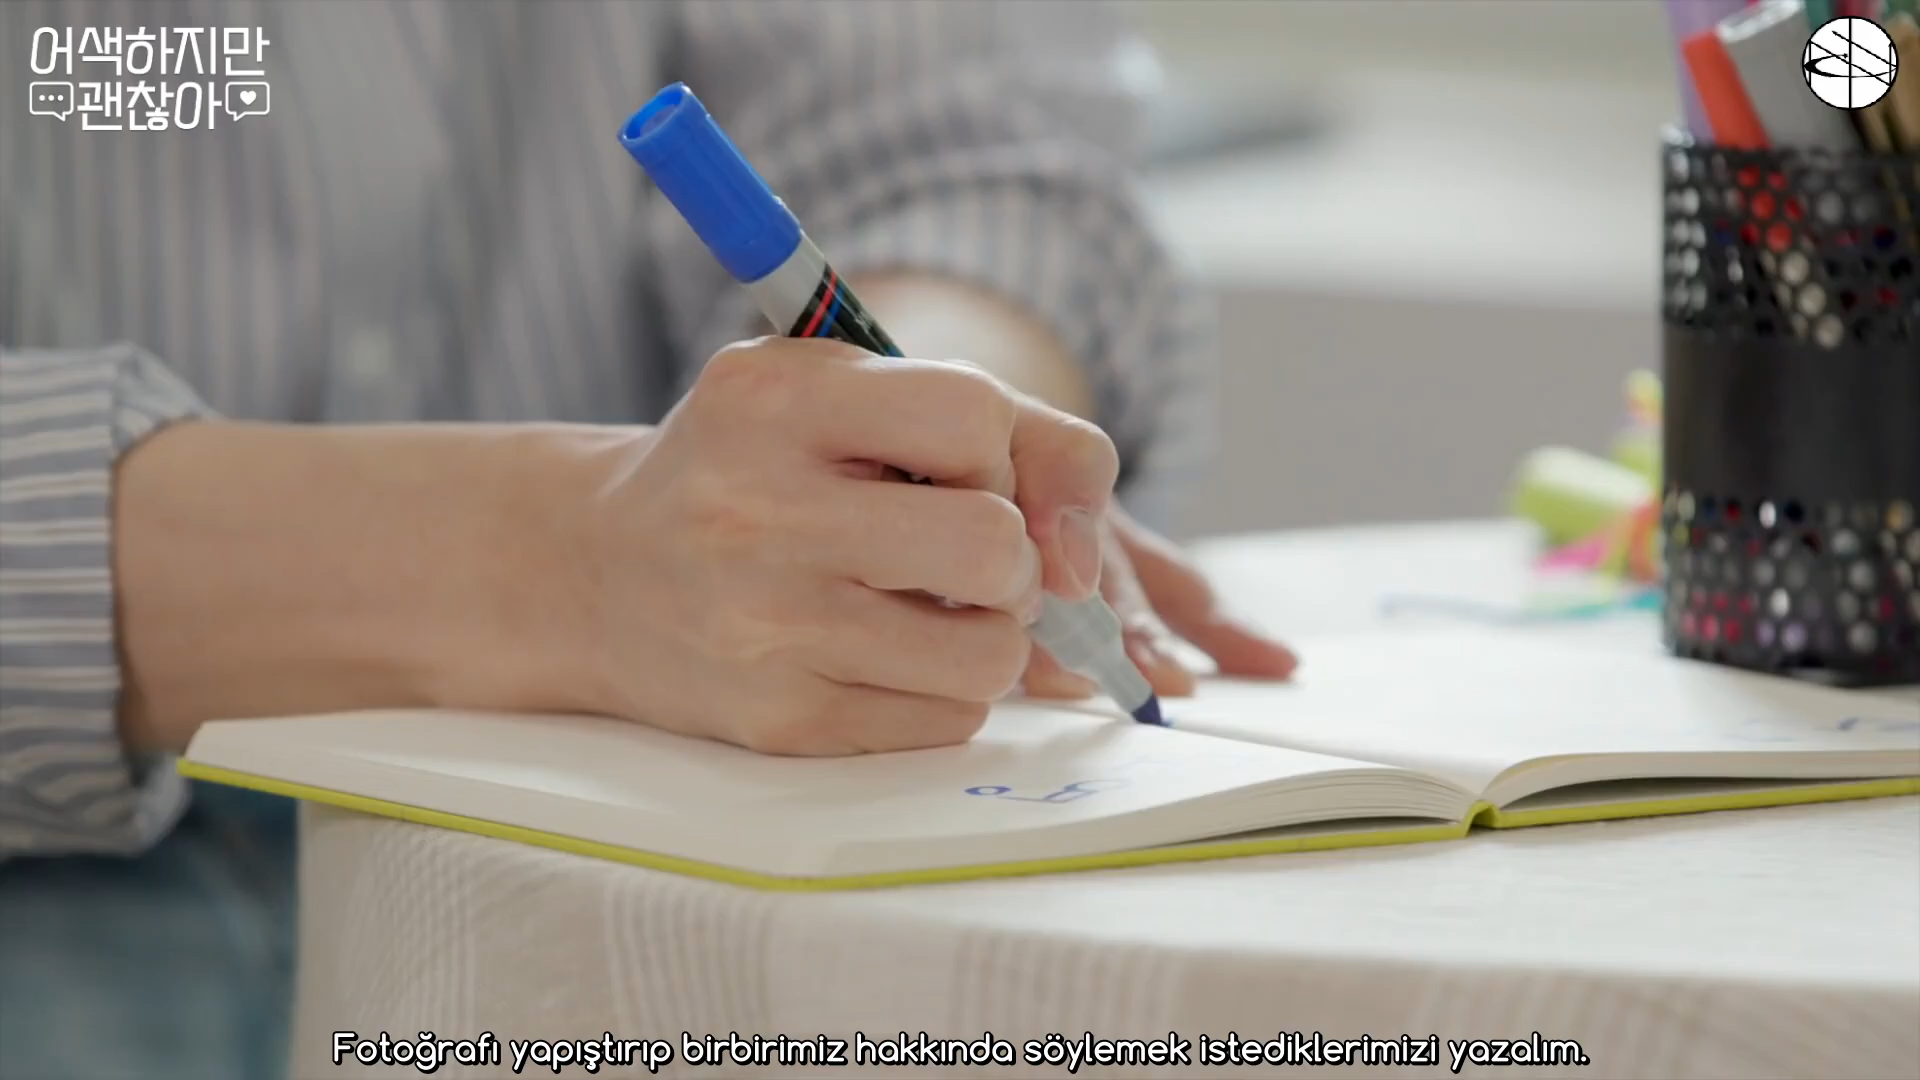 어색하지만
괜찮아
Fotoğrafı yapıştırıp birbirimiz hakkında söylemek istediklerimizi yazalım.